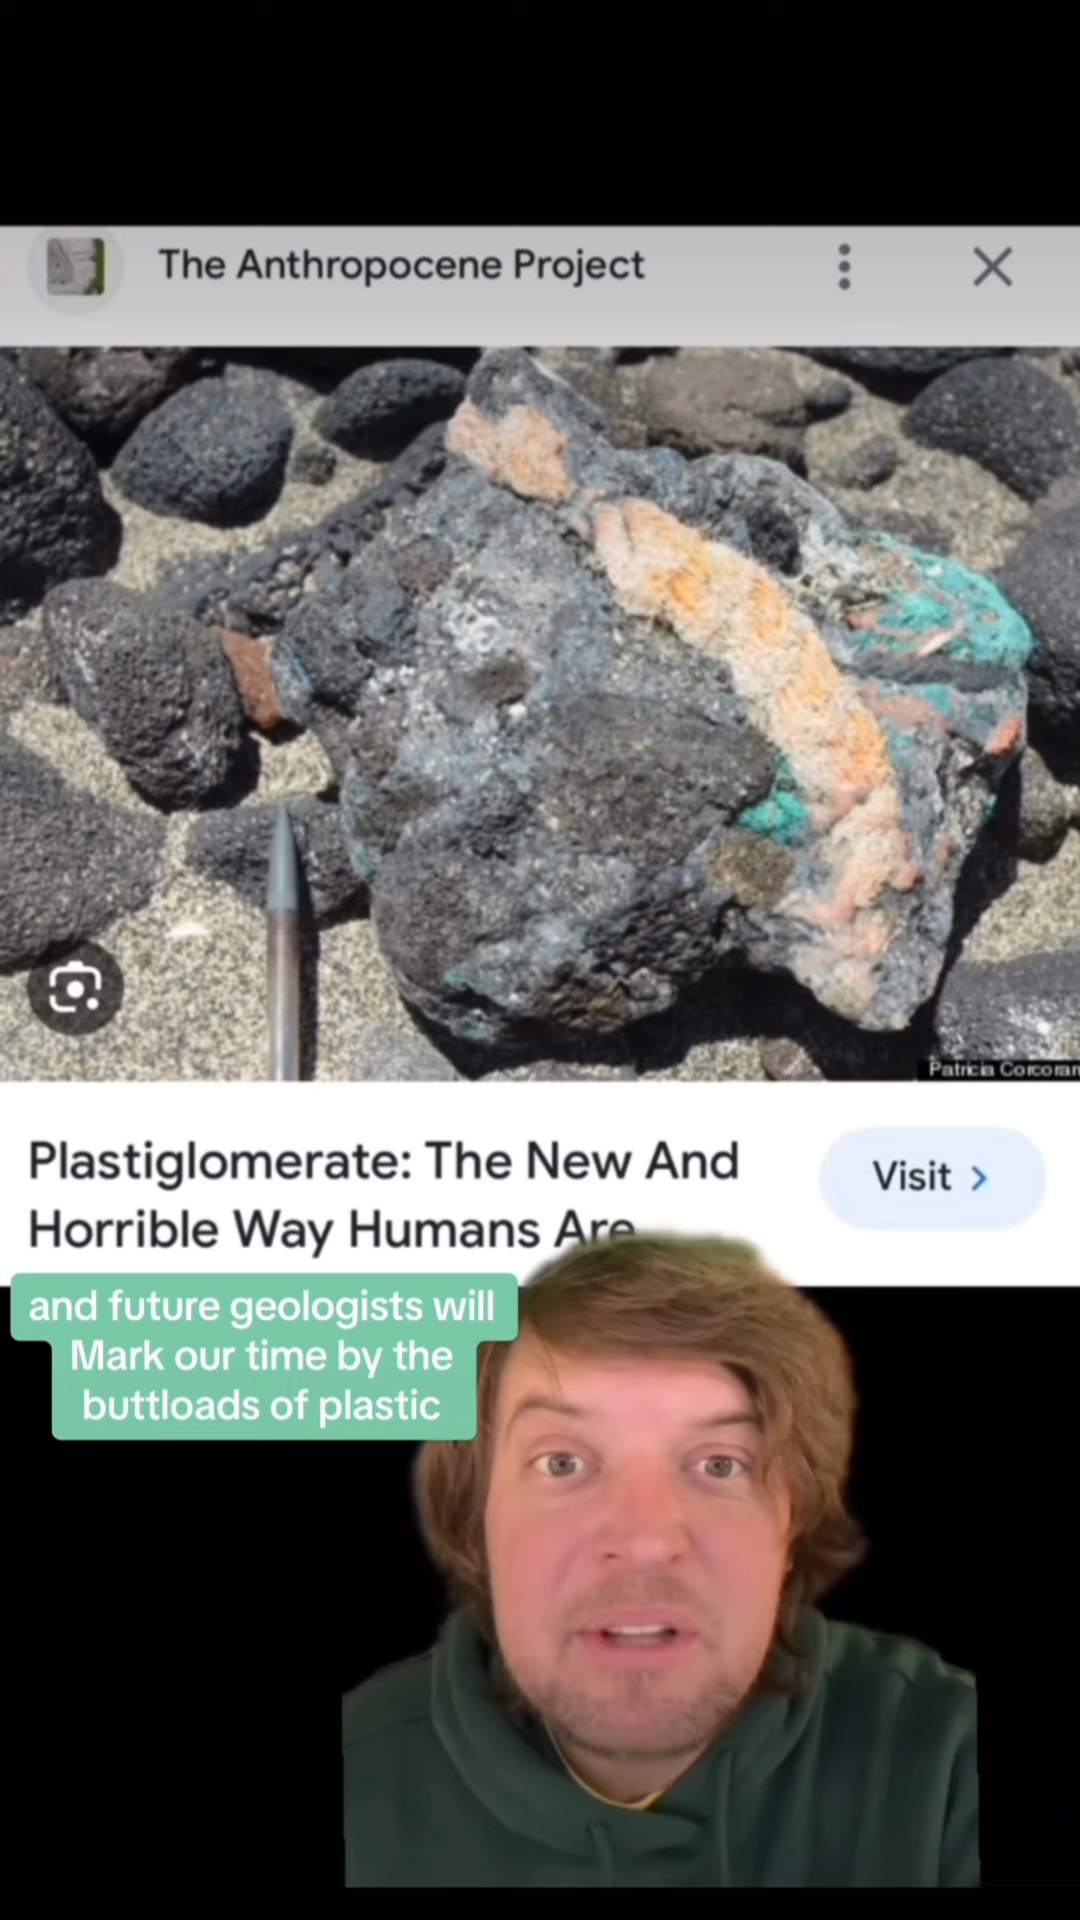 The Anthropocene Project
Patricia Corcoran
Plastiglomerate: The New And
Horrible Way Humans Are
Visit
and future geologists will
Mark our time by the
buttloads of plastic